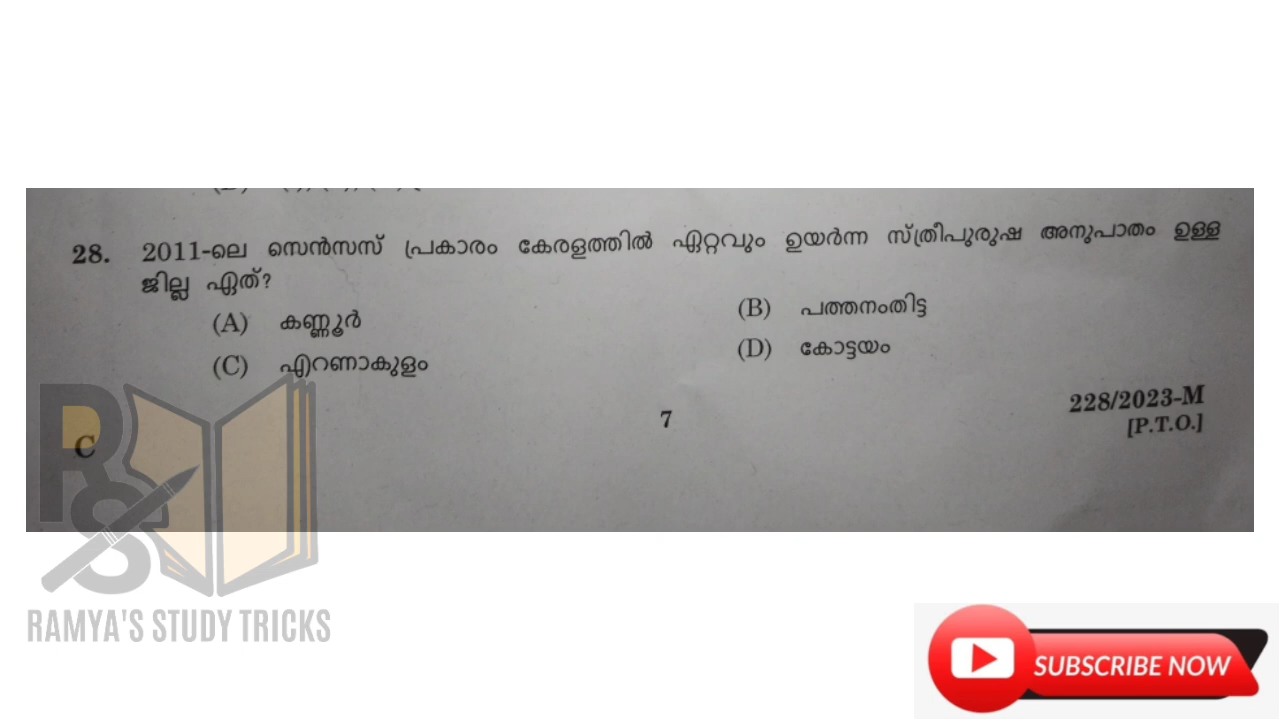 28. 2011-ലെ സെൻസസ് പ്രകാരം കേരളത്തിൽ ഏറ്റവും ഉയർന്ന സ്ത്രീപുരുഷ അനുപാതം ഉള്ള
ജില്ല ഏത്?
(A) കണ്ണൂർ (B) പത്തനംതിട്ട
(C) എറണാകുളം (D) കോട്ടയം
228/2023-M
7
[P.T.O.]
C
RS
RAMYA'S STUDY TRICKS
SUBSCRIBE NOW